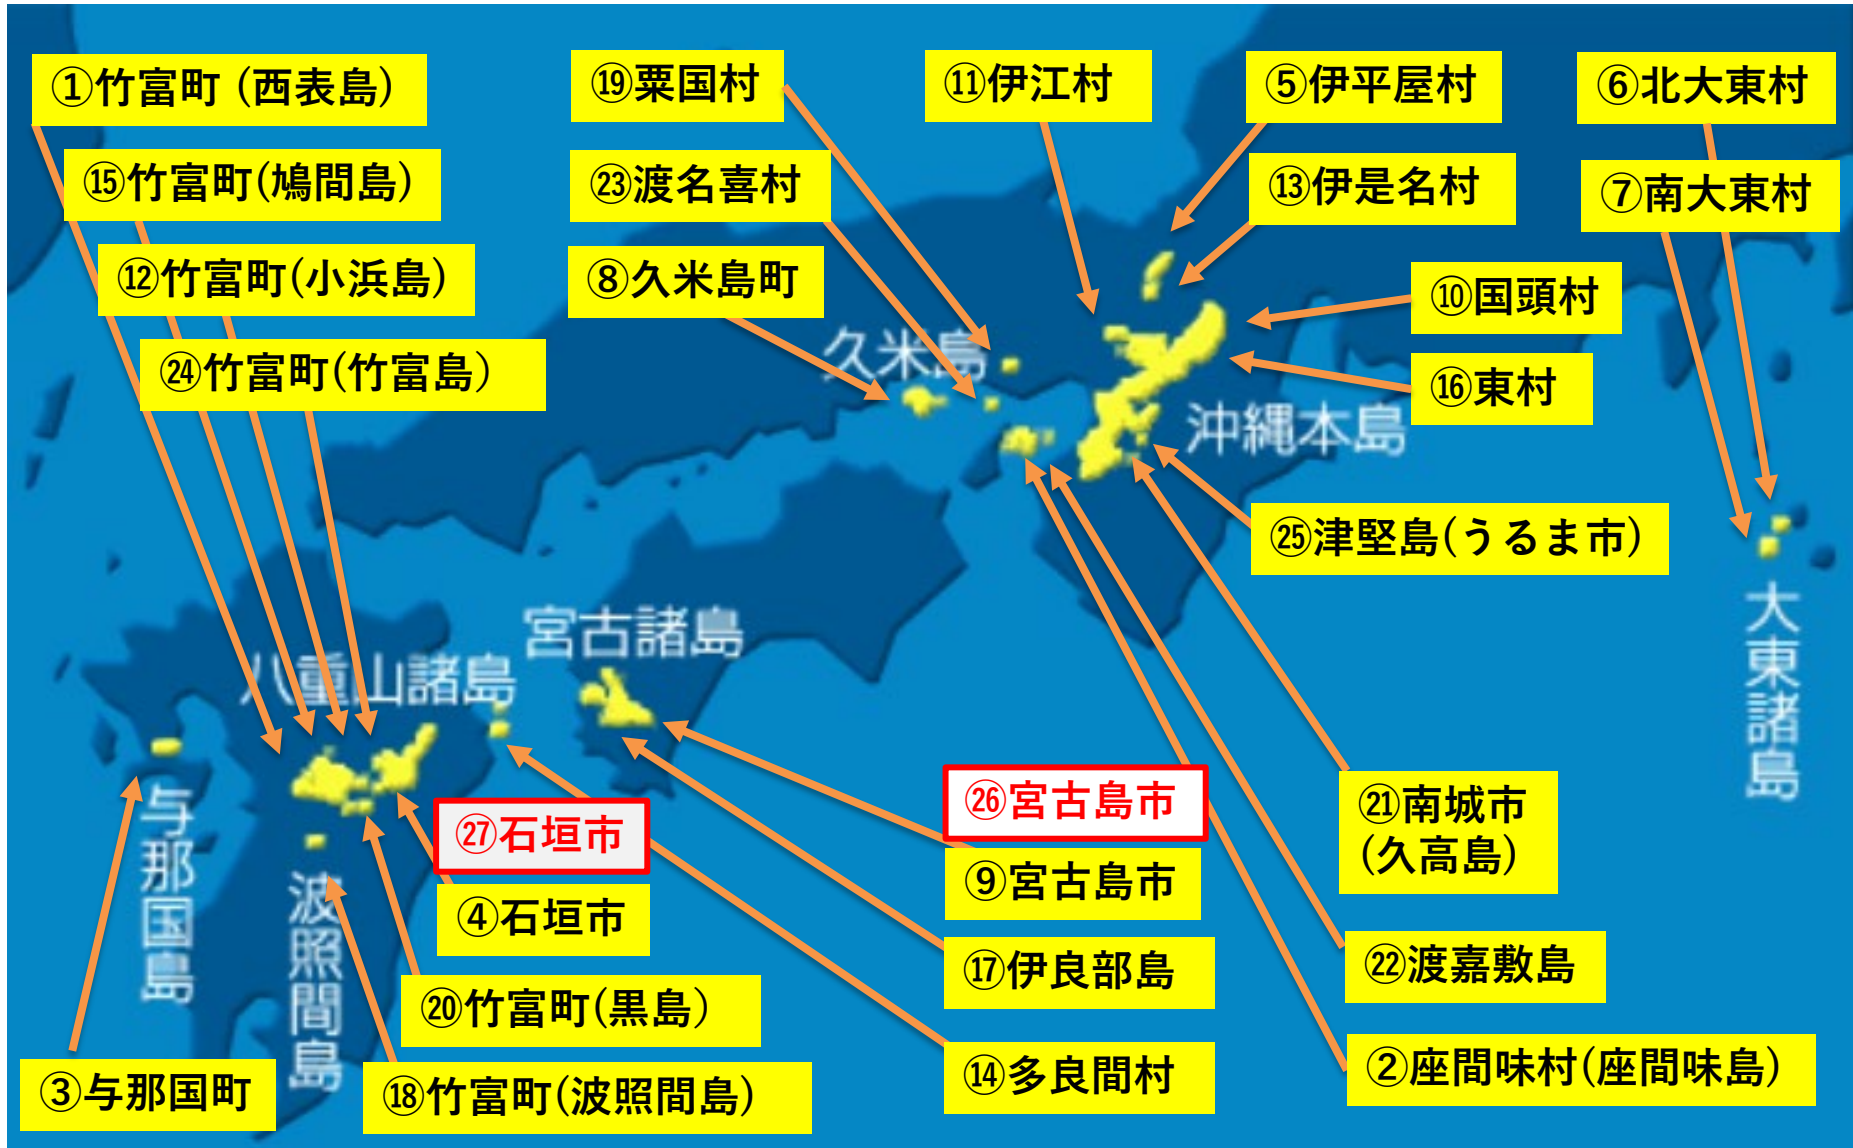 ①竹富町 (西表島)
⑲粟国村
⑪伊江村
⑤伊平屋村
⑥北大東村
⑮竹富町(鳩間島)
㉓渡名喜村
⑬伊是名村
⑦南大東村
⑫竹富町(小浜島)
⑧久米島町
⑩国頭村
久米島
㉔竹富町(竹富島)
⑯東村
沖縄本島
㉕津堅島(うるま市)
大東諸島
宮古諸島
八重山諸島
与那国島
波照間島
㉗石垣市
㉖宮古島市
㉑南城市
(久高島)
④石垣市
⑨宮古島市
⑰伊良部島
㉒渡嘉敷島
⑳竹富町(黒島)
⑭多良間村
②座間味村(座間味島)
③与那国町
⑱竹富町(波照間島)